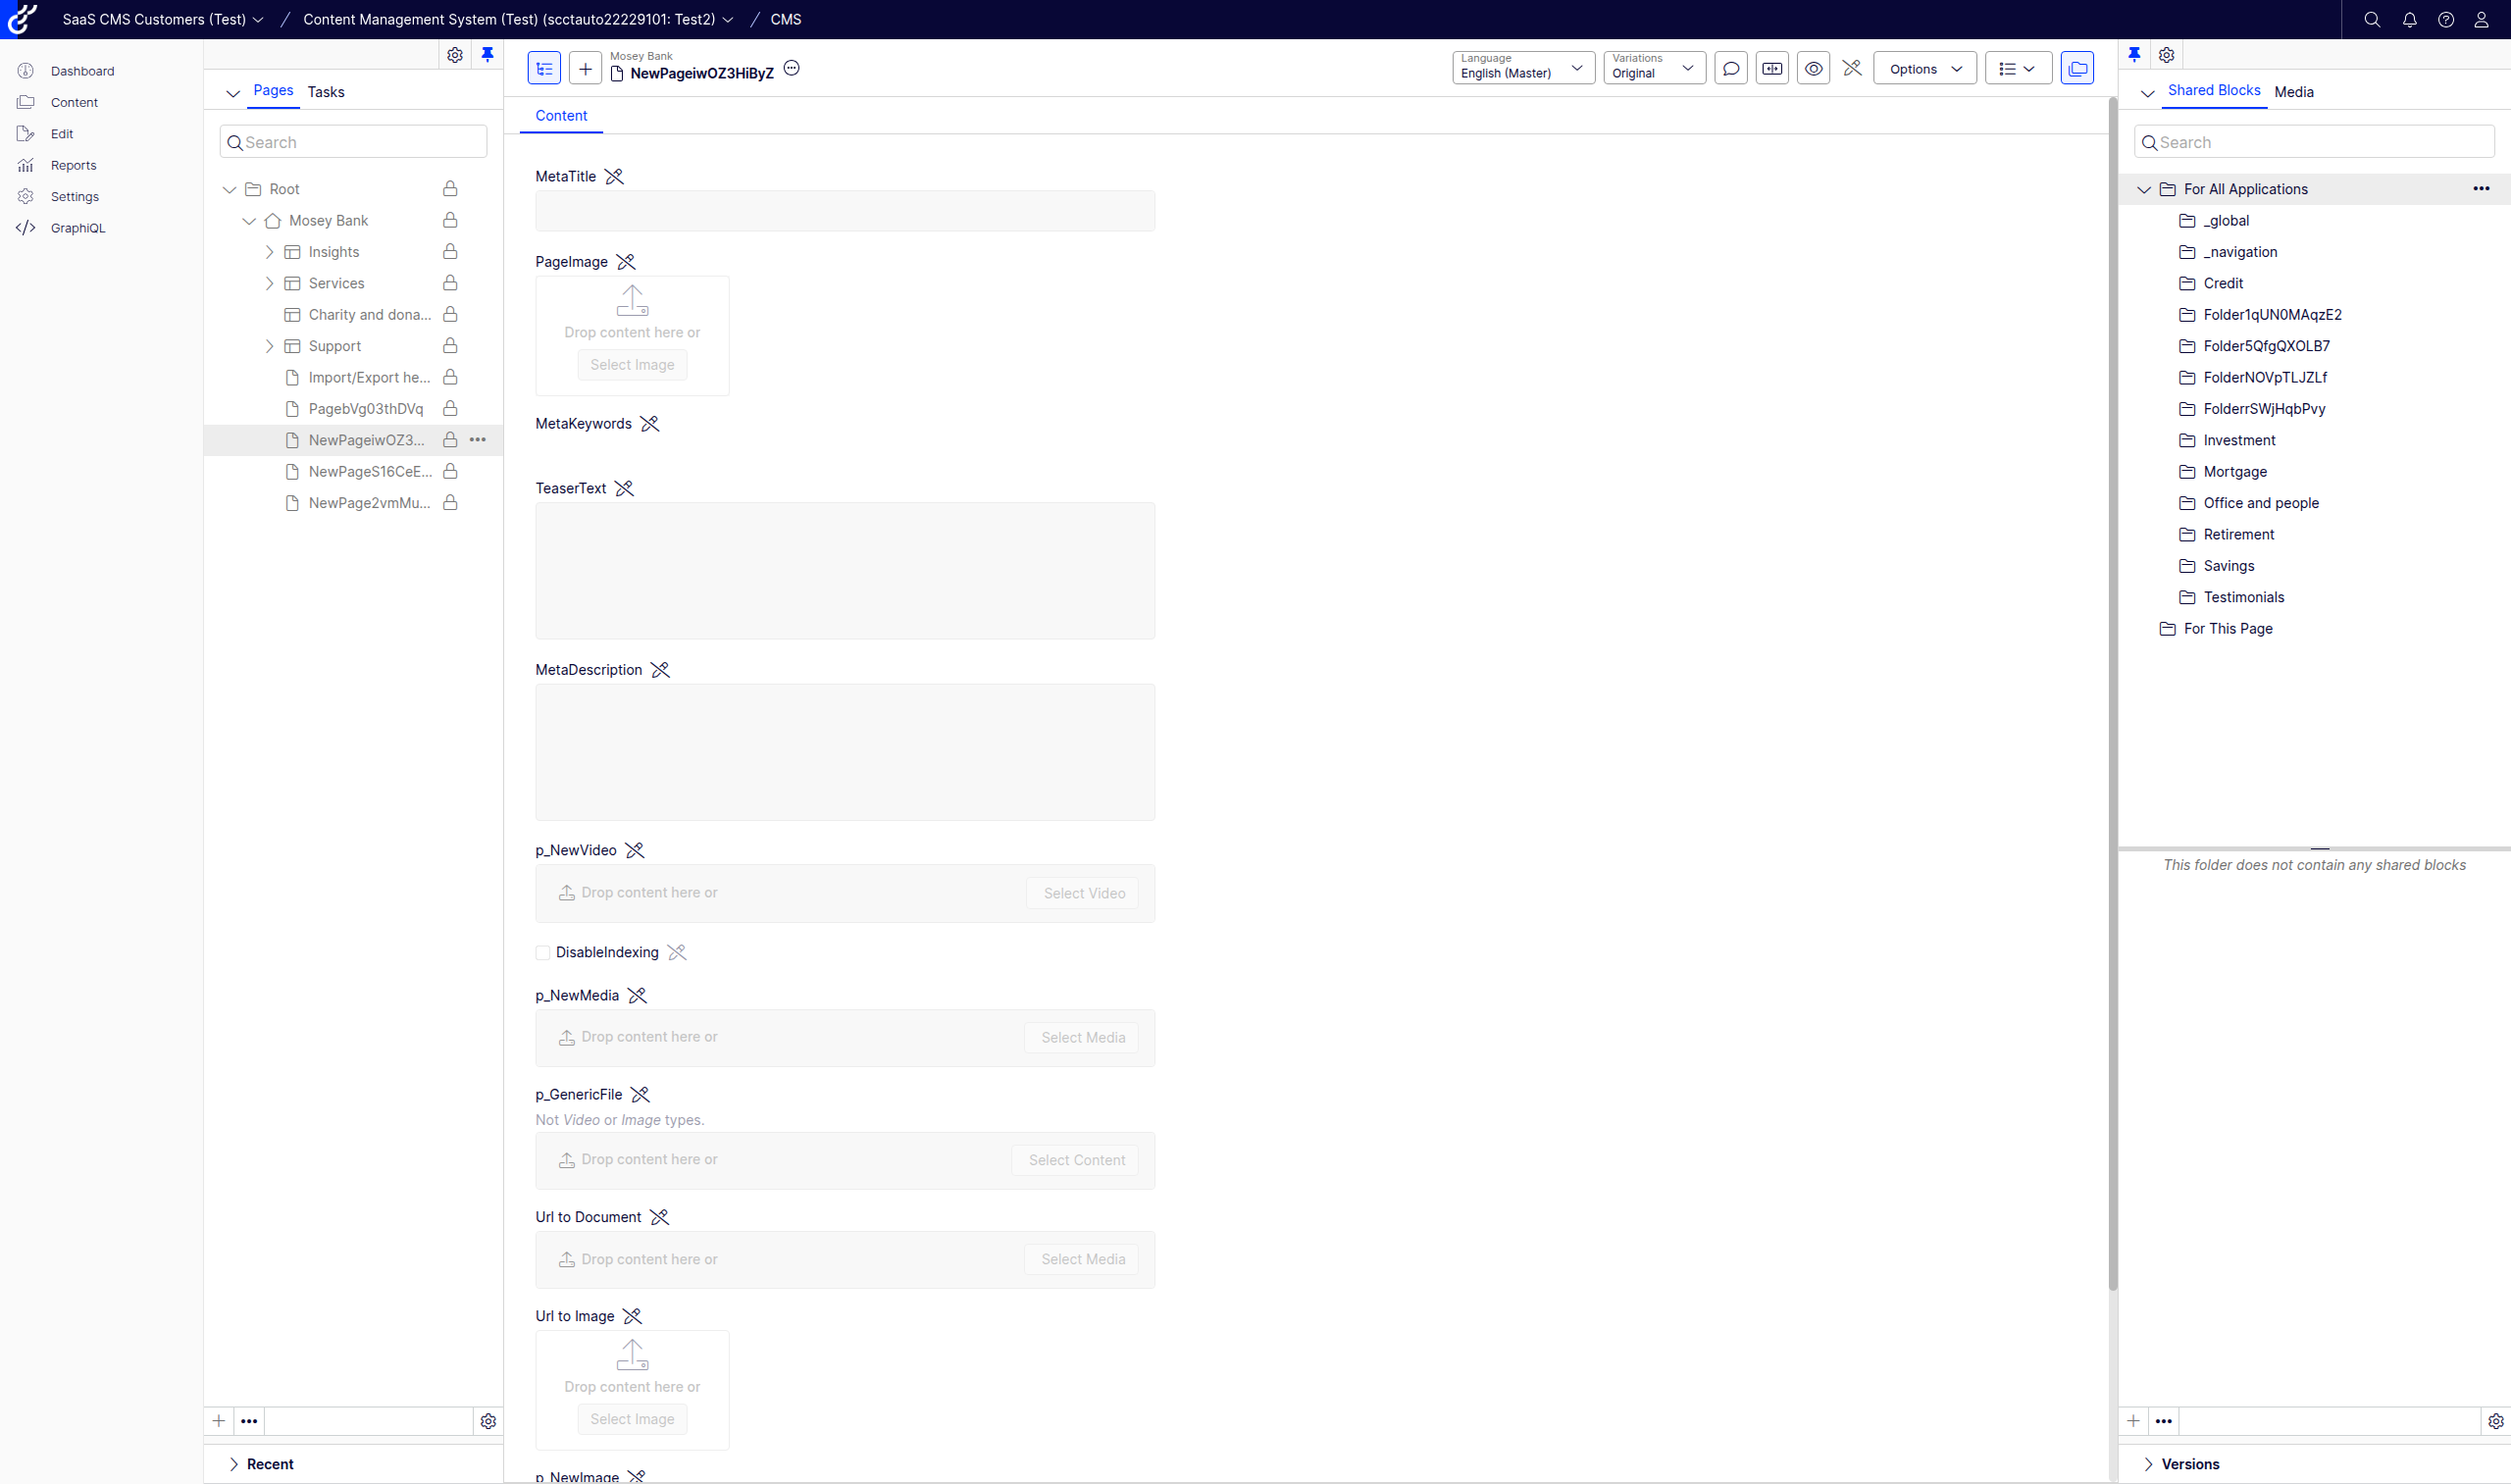 SaaS CMS Customers (Test) / Content Management System (Test) (scctauto22229101: Test2) / CMS
Dashboard
Content
Edit
Reports
Settings
GraphiQL
Pages Tasks
Search
Root
Mosey Bank
Insights
Services
Charity and dona...
Support
Import/Export he...
PagebVg03thDVq
NewPageiwOZ3...
NewPageS16CeE...
NewPage2vmMu...
Recent
Mosey Bank
NewPageiwOZ3HiByZ
Language
English (Master)
Variations
Original
Options
Content
MetaTitle
PageImage
Drop content here or
Select Image
MetaKeywords
TeaserText
MetaDescription
p_NewVideo
Drop content here or Select Video
DisableIndexing
p_NewMedia
Drop content here or Select Media
p_GenericFile
Not Video or Image types.
Drop content here or Select Content
Url to Document
Drop content here or Select Media
Url to Image
Drop content here or
Select Image
p_NewImage
Shared Blocks Media
Search
For All Applications
_global
_navigation
Credit
Folder1qUN0MAqzE2
Folder5QfgQXOLB7
FolderNOVpTLJZLf
FolderrSWjHqbPvy
Investment
Mortgage
Office and people
Retirement
Savings
Testimonials
For This Page
This folder does not contain any shared blocks
Versions